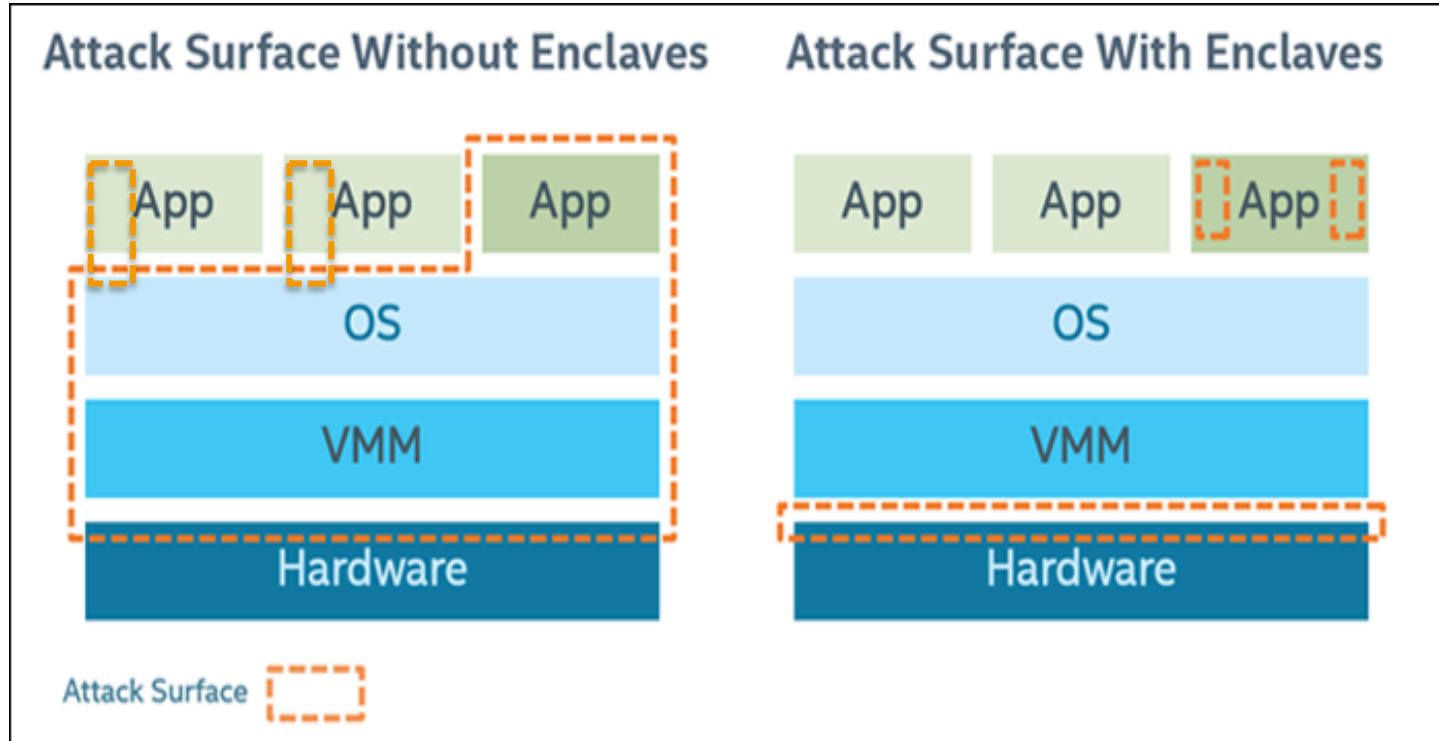 Attack Surface Without Enclaves
Attack Surface With Enclaves
App App App
App App App
OS
OS
VMM
VMM
Hardware
Hardware
Attack Surface